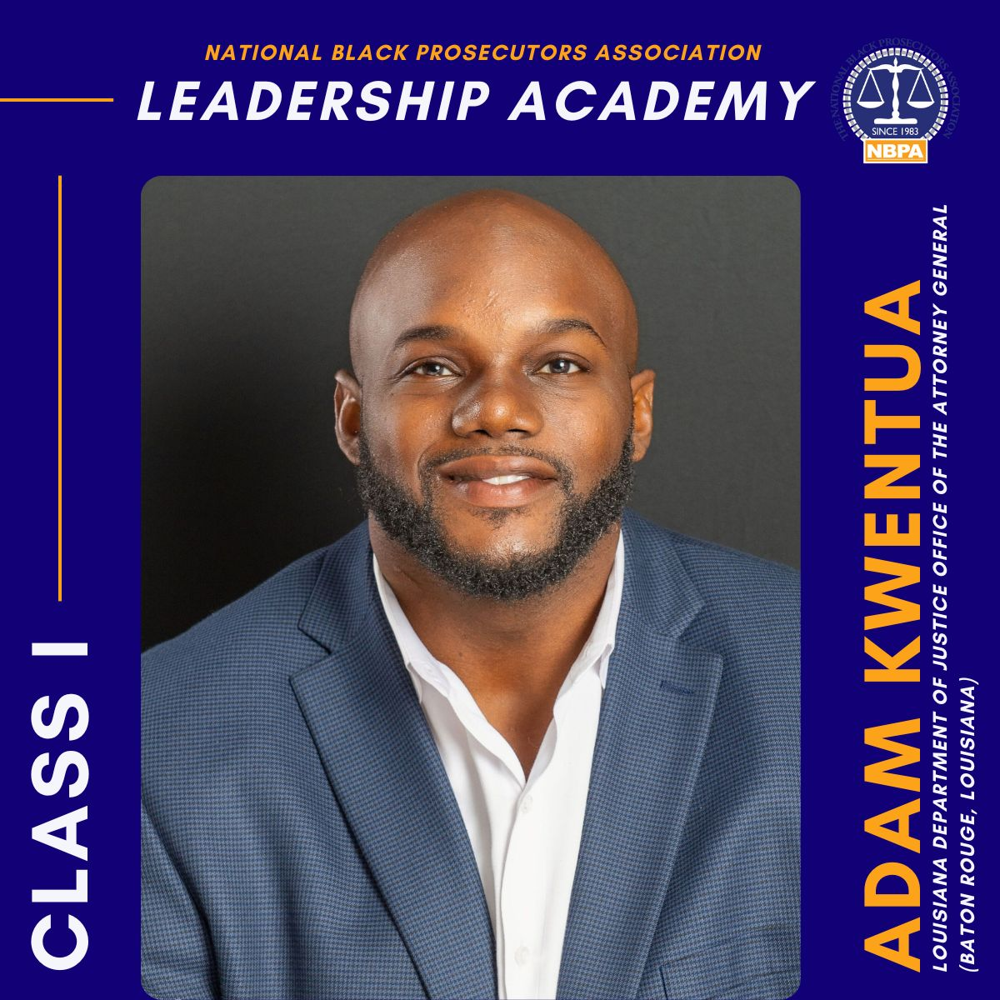 NATIONAL BLACK PROSECUTORS ASSOCIATION
LEADERSHIP ACADEMY
THE NATIONAL BLACK PROSECUTORS ASSOCIATION
SINCE 1983
NBPA
CLASS I
ADAM KWENTUA
LOUISIANA DEPARTMENT OF JUSTICE OFFICE OF THE ATTORNEY GENERAL
(BATON ROUGE, LOUISIANA)